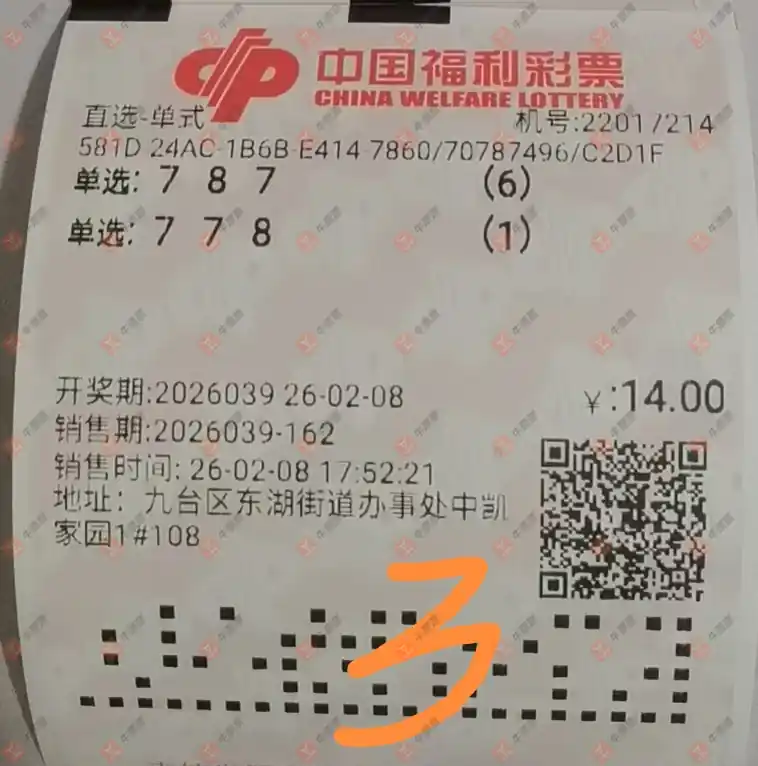 中国福利彩票
CHINA WELFARE LOTTERY
直选-单式 机号:22017214
581D 24AC-1B6B-E414-7860/70787496/C2D1F
单选: 7 8 7 (6)
单选: 7 7 8 (1)
开奖期:2026039 26-02-08 ¥:14.00
销售期:2026039-162
销售时间: 26-02-08 17:52:21
地址: 九台区东湖街道办事处中凯
家园1#108
3